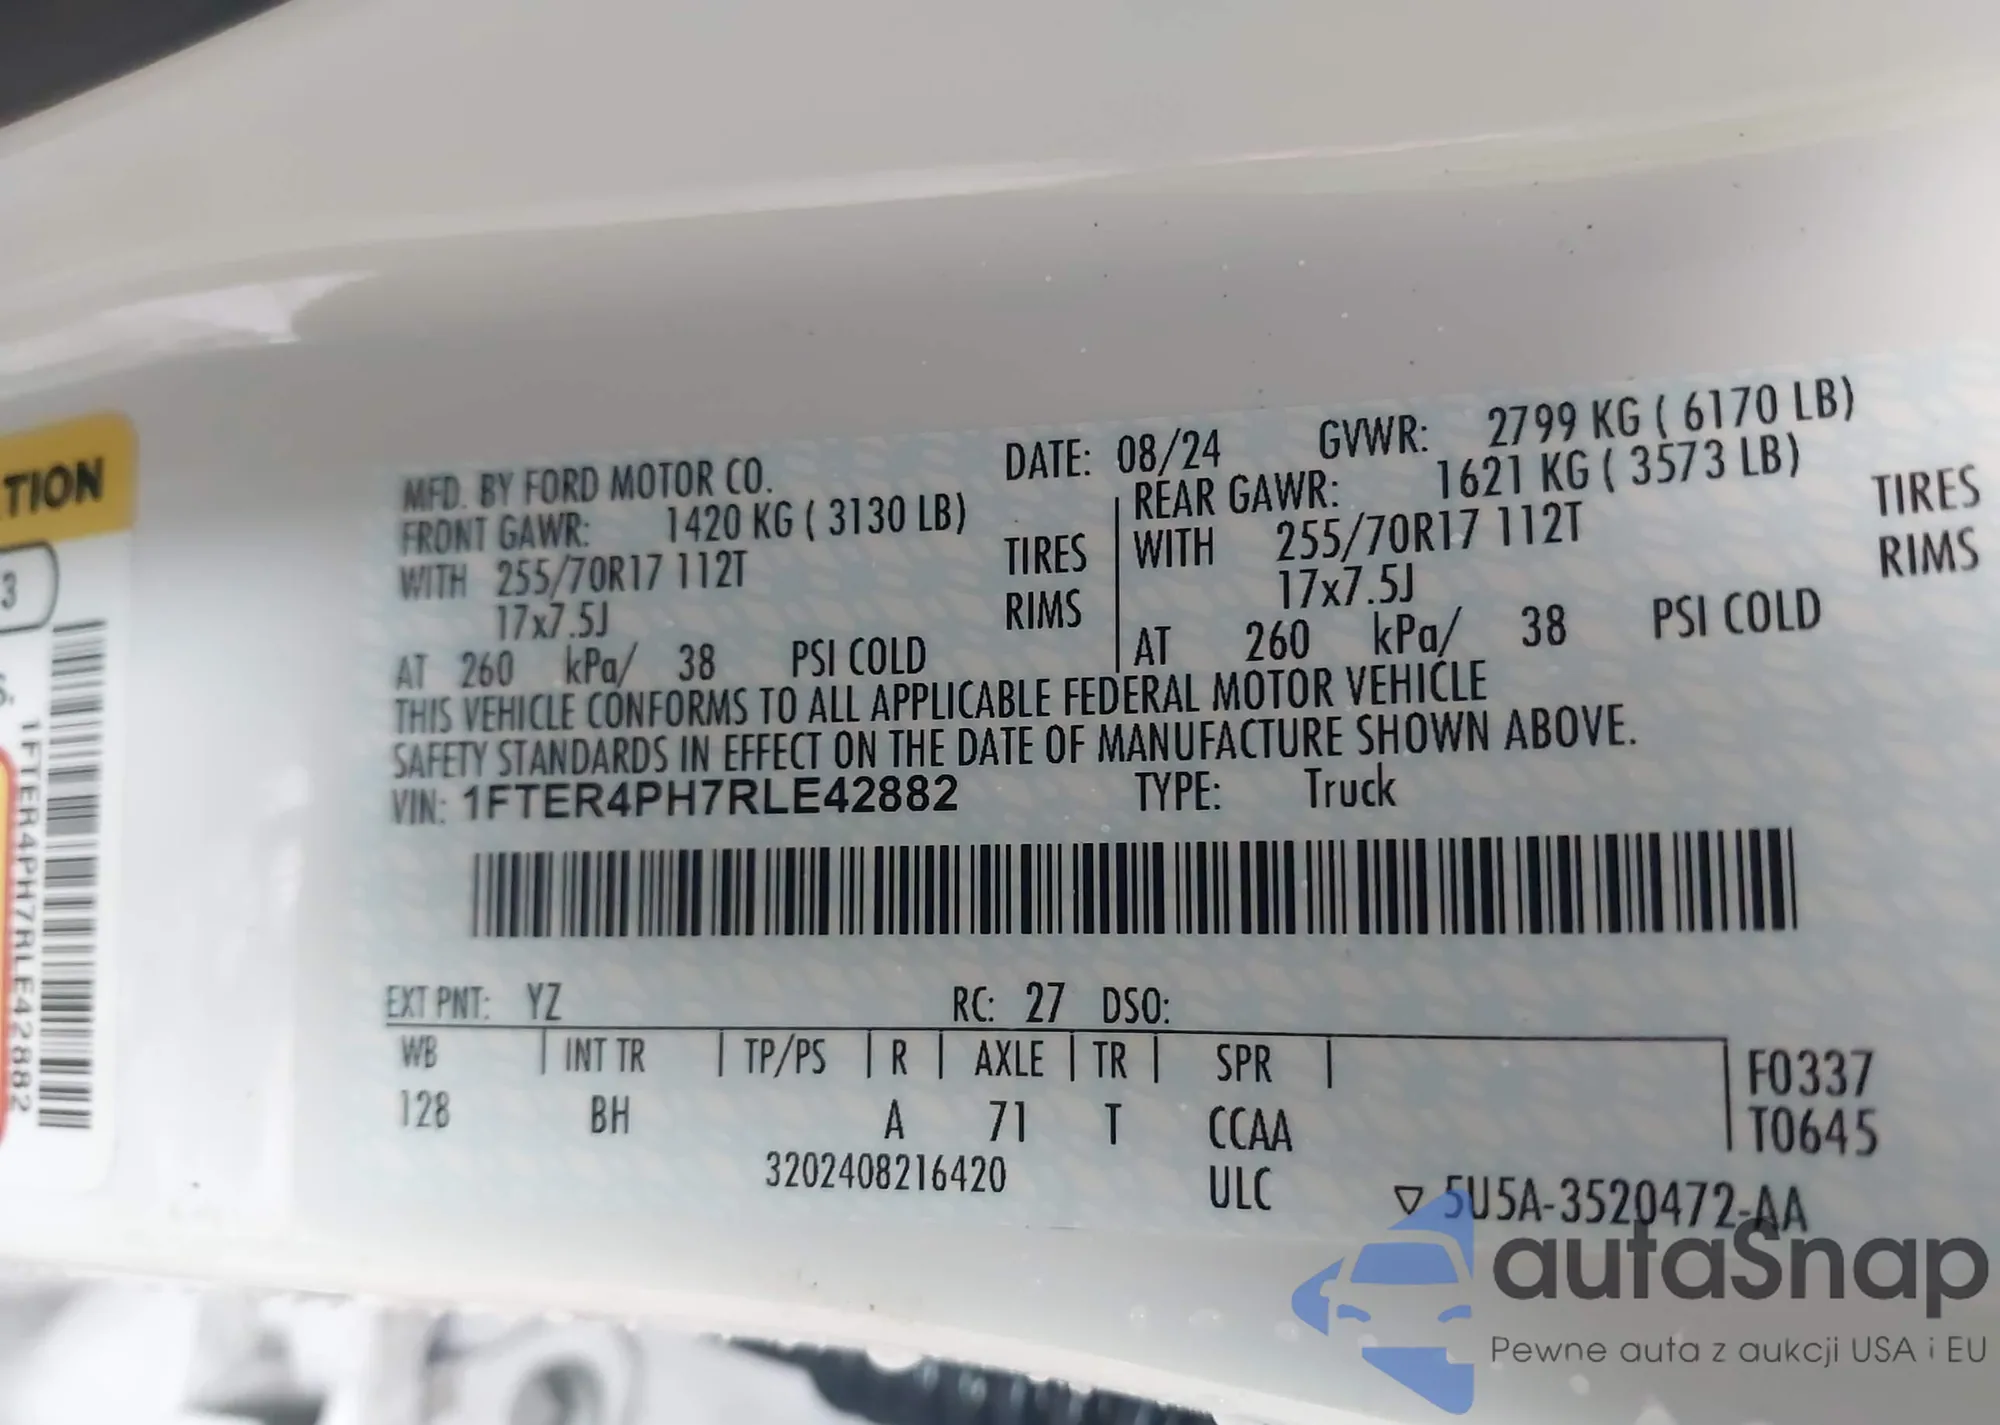 TION
3
S.
1FTER4PH7RLE42882
MFD. BY FORD MOTOR CO.
DATE: 08/24
GVWR: 2799 KG ( 6170 LB)
FRONT GAWR: 1420 KG ( 3130 LB)
REAR GAWR: 1621 KG ( 3573 LB)
WITH 255/70R17 112T TIRES
WITH 255/70R17 112T TIRES
17x7.5J RIMS
17x7.5J RIMS
AT 260 kPa/ 38 PSI COLD
AT 260 kPa/ 38 PSI COLD
THIS VEHICLE CONFORMS TO ALL APPLICABLE FEDERAL MOTOR VEHICLE
SAFETY STANDARDS IN EFFECT ON THE DATE OF MANUFACTURE SHOWN ABOVE.
VIN: 1FTER4PH7RLE42882 TYPE: Truck
EXT PNT: YZ RC: 27 DSO:
WB | INT TR | TP/PS | R | AXLE | TR | SPR | F0337
128 BH A 71 T CCAA T0645
3202408216420 ULC ▽ 5U5A-3520472-AA
autaSnap
Pewne auta z aukcji USA i EU